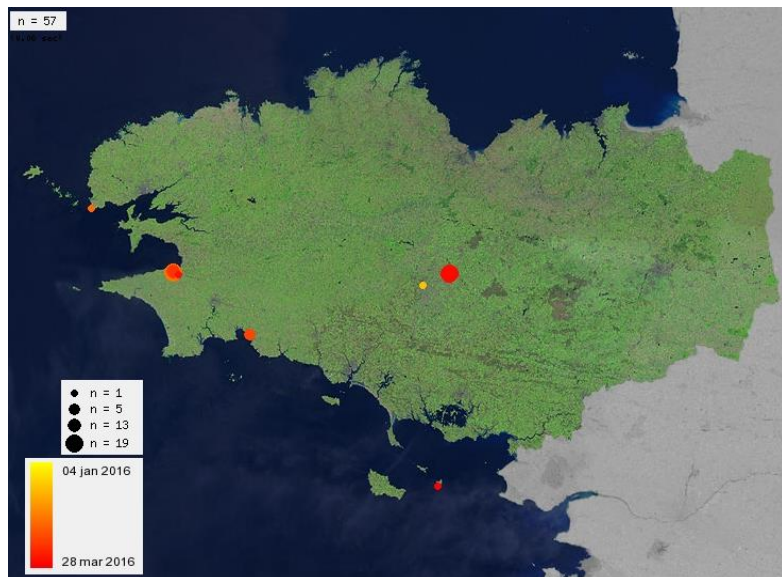 n = 57
n = 1
n = 5
n = 13
n = 19
04 jan 2016
28 mar 2016